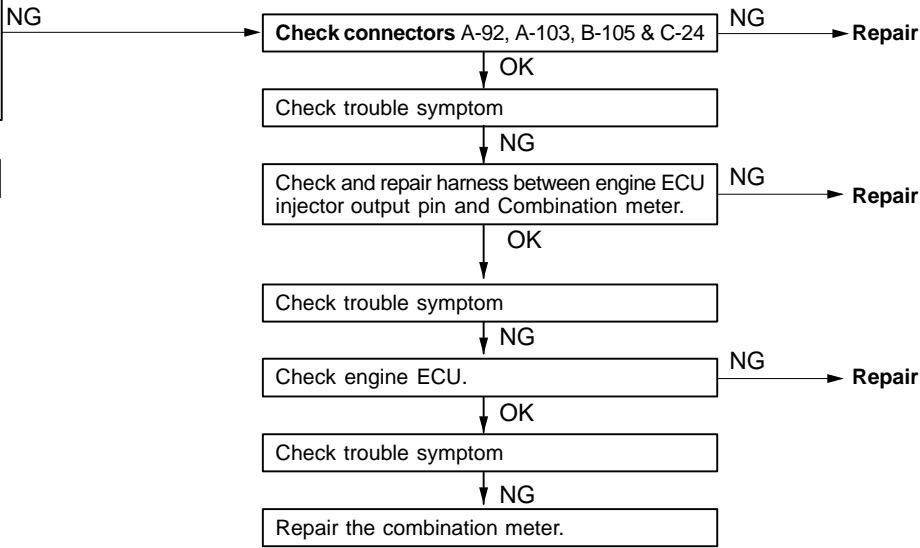 NG
Check connectors A-92, A-103, B-105 & C-24
NG
Repair
OK
Check trouble symptom
NG
Check and repair harness between engine ECU
injector output pin and Combination meter.
NG
Repair
OK
Check trouble symptom
NG
Check engine ECU.
NG
Repair
OK
Check trouble symptom
NG
Repair the combination meter.